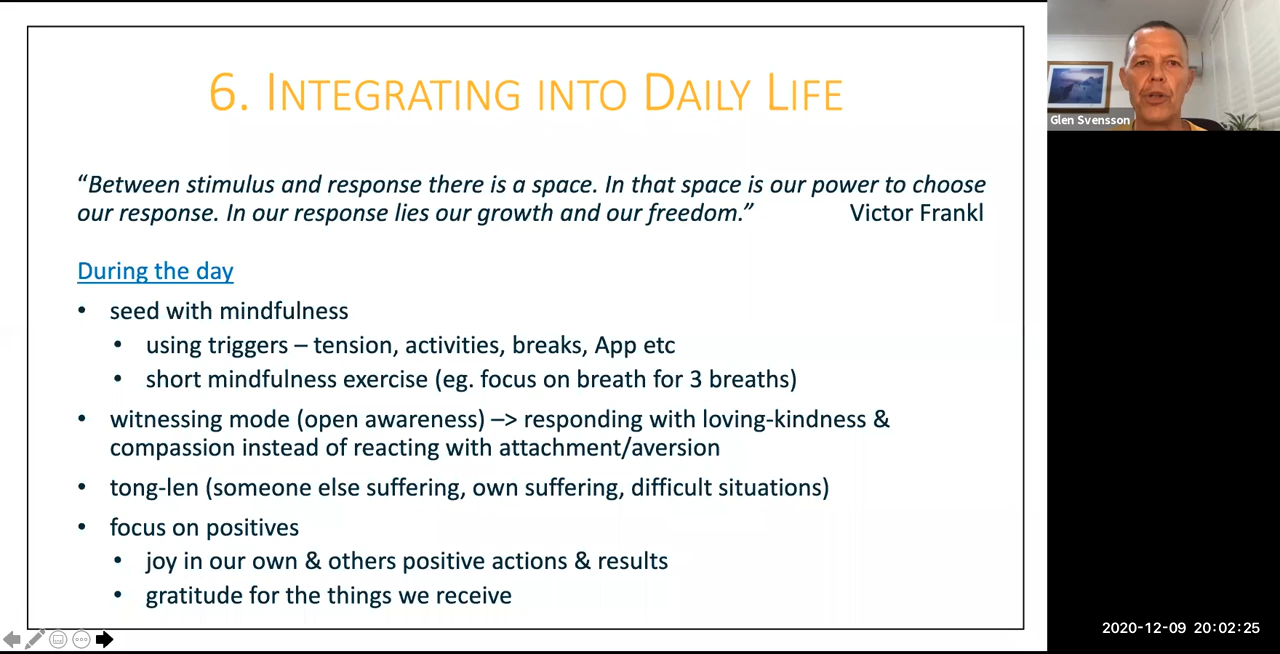 6. INTEGRATING INTO DAILY LIFE
“Between stimulus and response there is a space. In that space is our power to choose
our response. In our response lies our growth and our freedom.” Victor Frankl
During the day
• seed with mindfulness
• using triggers – tension, activities, breaks, App etc
• short mindfulness exercise (eg. focus on breath for 3 breaths)
• witnessing mode (open awareness) –> responding with loving-kindness &
compassion instead of reacting with attachment/aversion
• tong-len (someone else suffering, own suffering, difficult situations)
• focus on positives
• joy in our own & others positive actions & results
• gratitude for the things we receive
Glen Svensson
2020-12-09 20:02:25